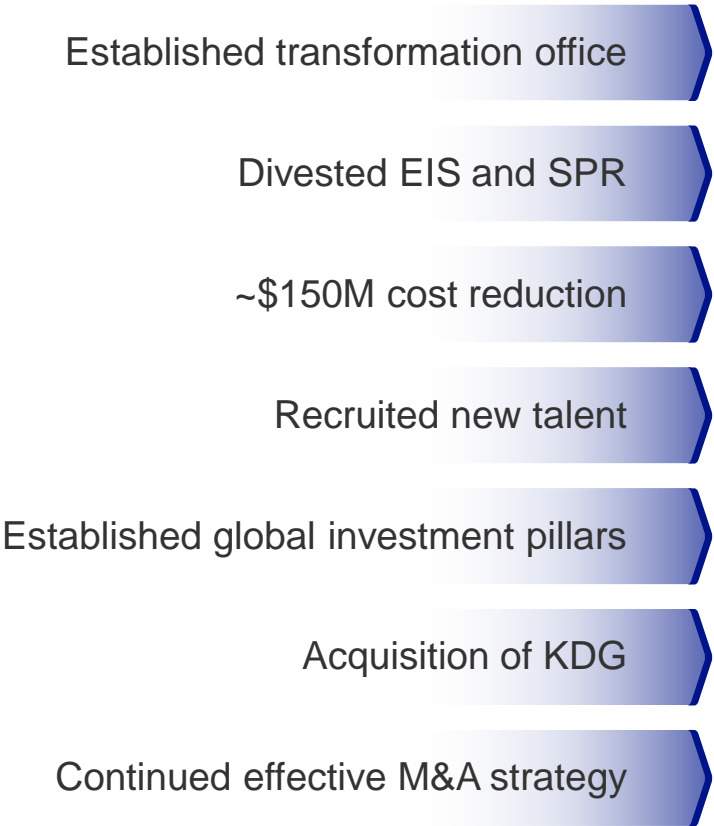 Established transformation office
Divested EIS and SPR
~$150M cost reduction
Recruited new talent
Established global investment pillars
Acquisition of KDG
Continued effective M&A strategy